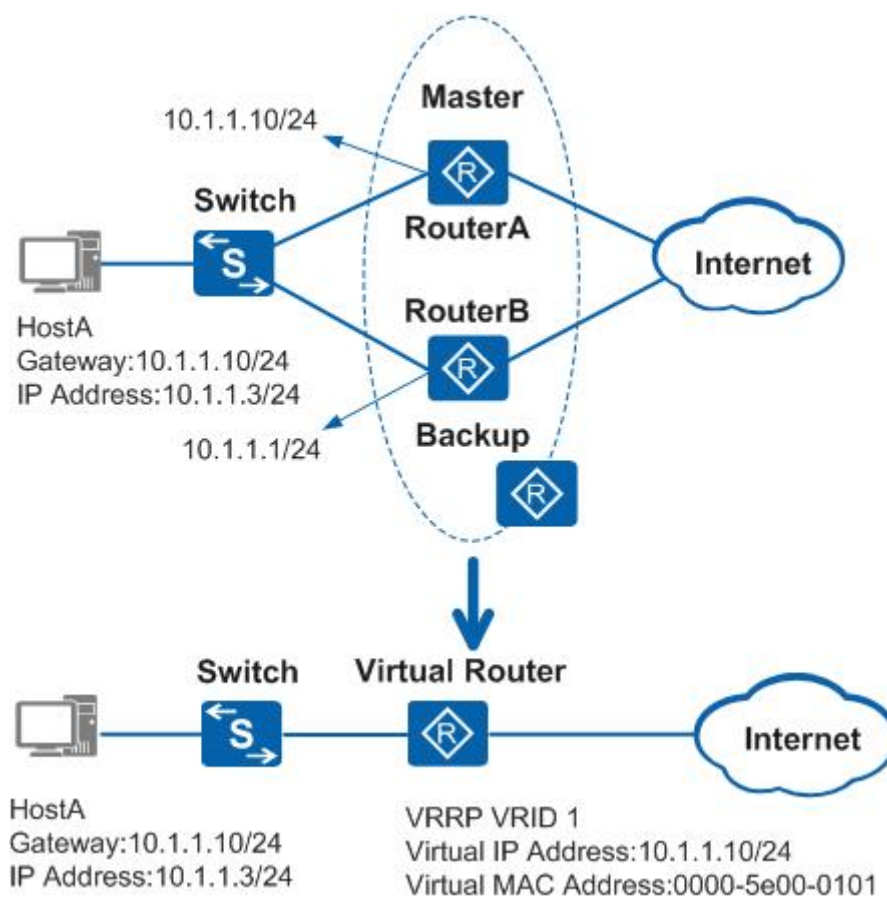 Master
10.1.1.10/24
R
Switch
RouterA
S
Internet
RouterB
HostA
Gateway:10.1.1.10/24
IP Address:10.1.1.3/24
R
10.1.1.1/24
Backup
R
Switch
Virtual Router
S
R
Internet
HostA
Gateway:10.1.1.10/24
IP Address:10.1.1.3/24
VRRP VRID 1
Virtual IP Address:10.1.1.10/24
Virtual MAC Address:0000-5e00-0101